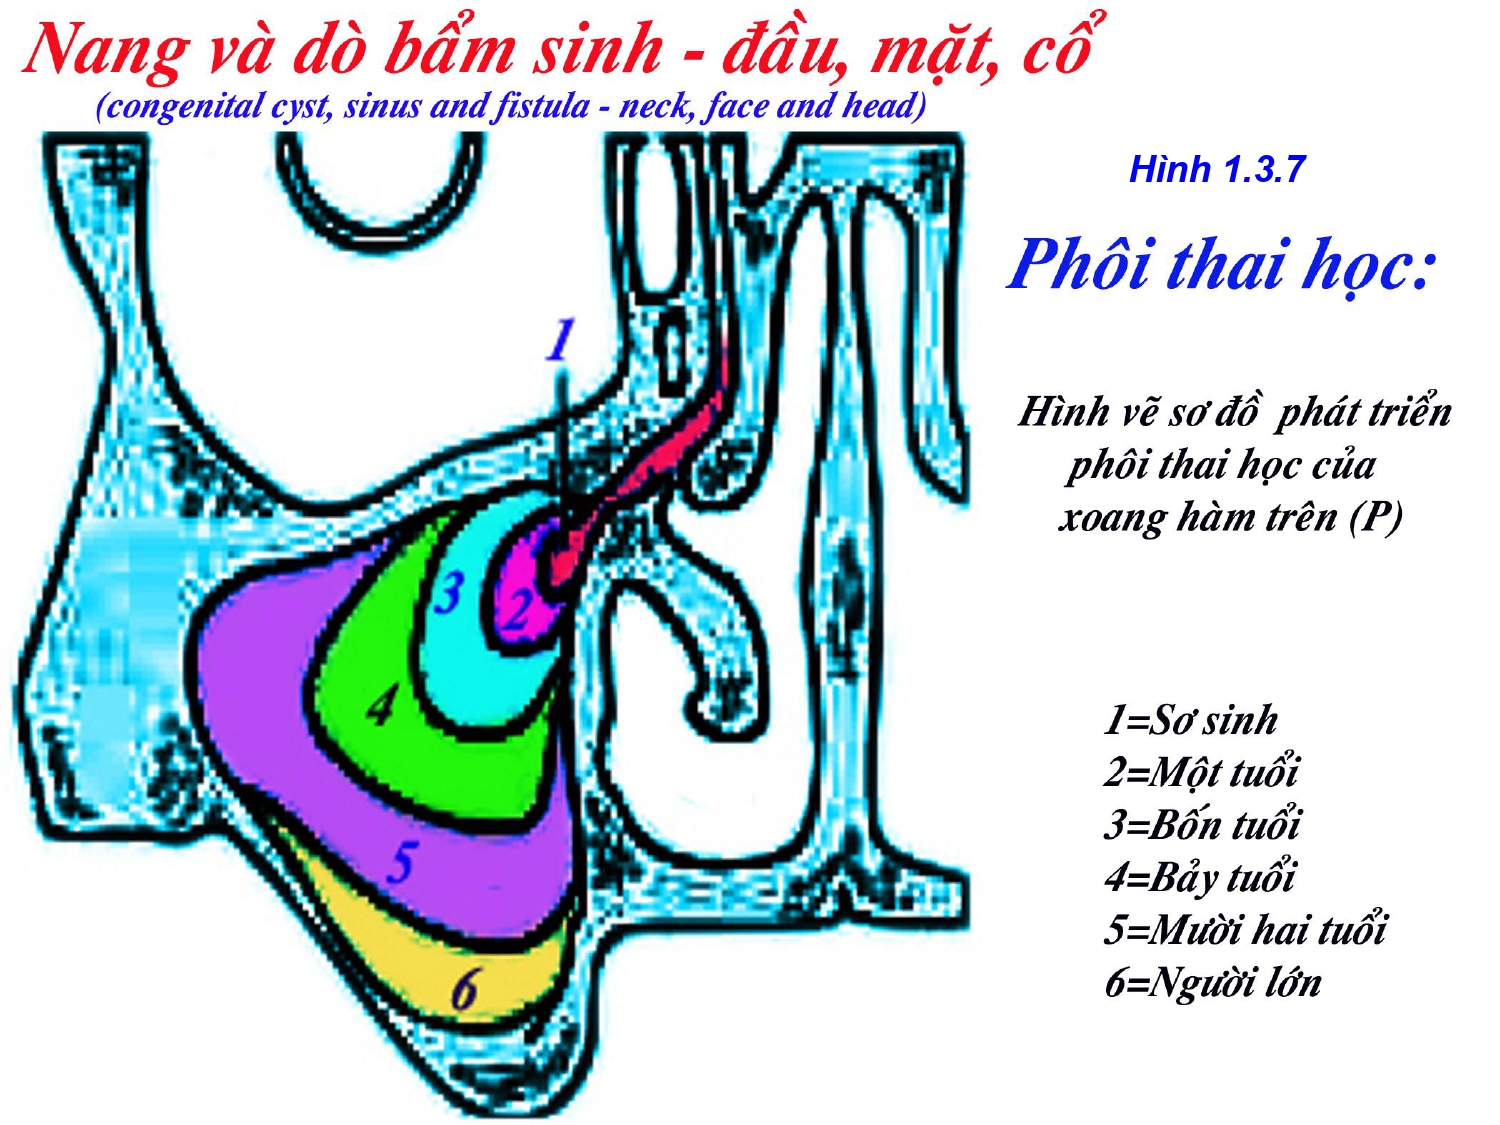 Nang và dò bẩm sinh - đầu, mặt, cổ
(congenital cyst, sinus and fistula - neck, face and head)
Hình 1.3.7
Phôi thai học:
Hình vẽ sơ đồ phát triển
phôi thai học của
xoang hàm trên (P)
1
2
3
4
5
6
1=Sơ sinh
2=Một tuổi
3=Bốn tuổi
4=Bảy tuổi
5=Mười hai tuổi
6=Người lớn